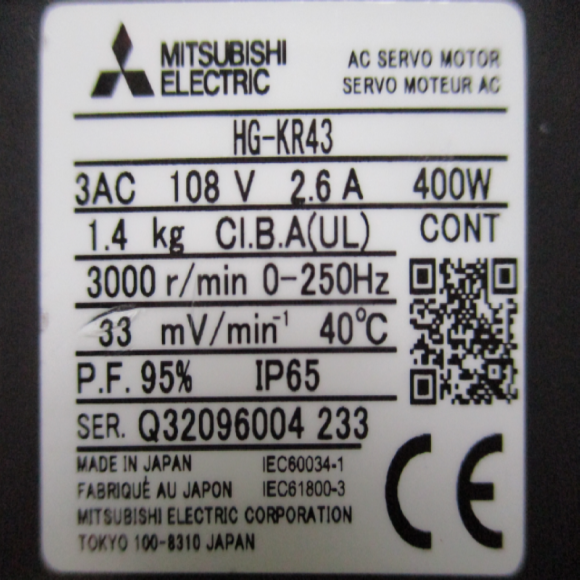 MITSUBISHI ELECTRIC
AC SERVO MOTOR
SERVO MOTEUR AC
HG-KR43
3AC 108 V 2.6 A 400W
1.4 kg CI.B.A(UL) CONT
3000 r/min 0-250Hz
33 mV/min⁻¹ 40℃
P.F. 95% IP65
SER. Q32096004 233
MADE IN JAPAN IEC60034-1
FABRIQUÉ AU JAPON IEC61800-3
MITSUBISHI ELECTRIC CORPORATION
TOKYO 100-8310 JAPAN
CE